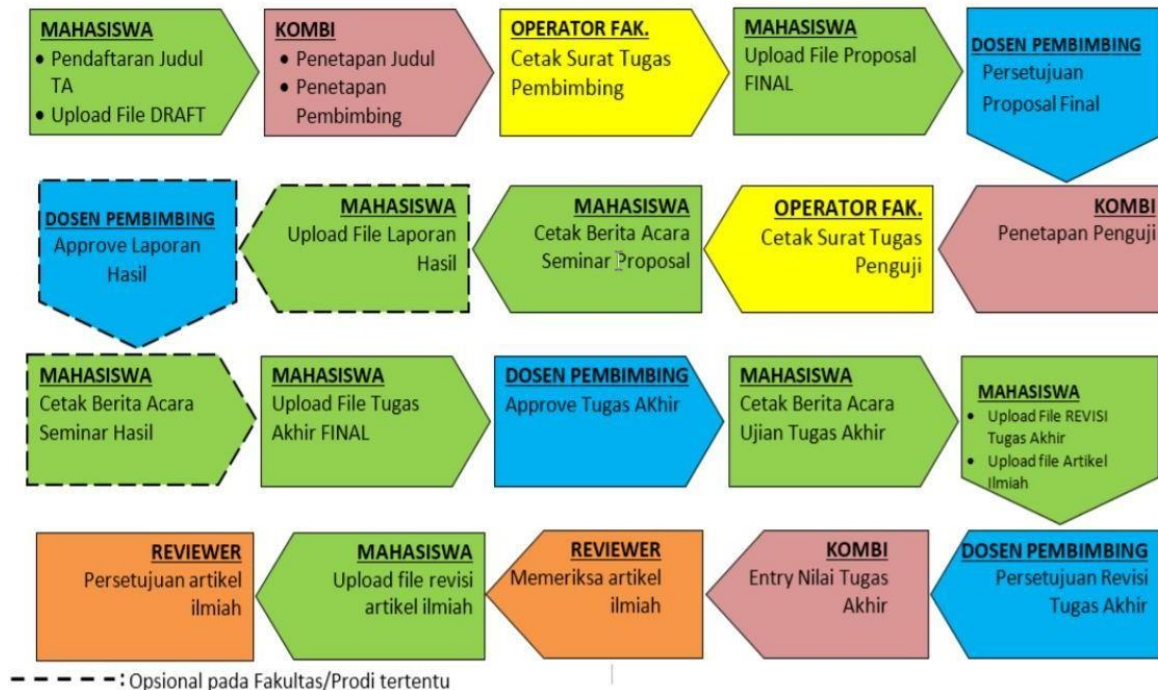 MAHASISWA
• Pendaftaran Judul
TA
• Upload File DRAFT
KOMBI
• Penetapan Judul
• Penetapan
Pembimbing
OPERATOR FAK.
Cetak Surat Tugas
Pembimbing
MAHASISWA
Upload File Proposal
FINAL
DOSEN PEMBIMBING
Persetujuan
Proposal Final
KOMBI
Penetapan Penguji
OPERATOR FAK.
Cetak Surat Tugas
Penguji
MAHASISWA
Cetak Berita Acara
Seminar Proposal
MAHASISWA
Upload File Laporan
Hasil
DOSEN PEMBIMBING
Approve Laporan
Hasil
MAHASISWA
Cetak Berita Acara
Seminar Hasil
MAHASISWA
Upload File Tugas
Akhir FINAL
DOSEN PEMBIMBING
Approve Tugas AKhir
MAHASISWA
Cetak Berita Acara
Ujian Tugas Akhir
MAHASISWA
• Upload File REVISI
Tugas Akhir
• Upload file Artikel
Ilmiah
DOSEN PEMBIMBING
Persetujuan Revisi
Tugas Akhir
KOMBI
Entry Nilai Tugas
Akhir
REVIEWER
Memeriksa artikel
ilmiah
MAHASISWA
Upload file revisi
artikel ilmiah
REVIEWER
Persetujuan artikel
ilmiah
: Opsional pada Fakultas/Prodi tertentu